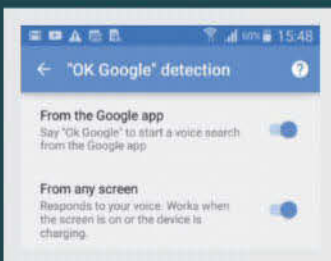 60% 15:48
← "OK Google" detection ?
From the Google app
Say "Ok Google" to start a voice search
from the Google app
From any screen
Responds to your voice. Works when
the screen is on or the device is
charging.